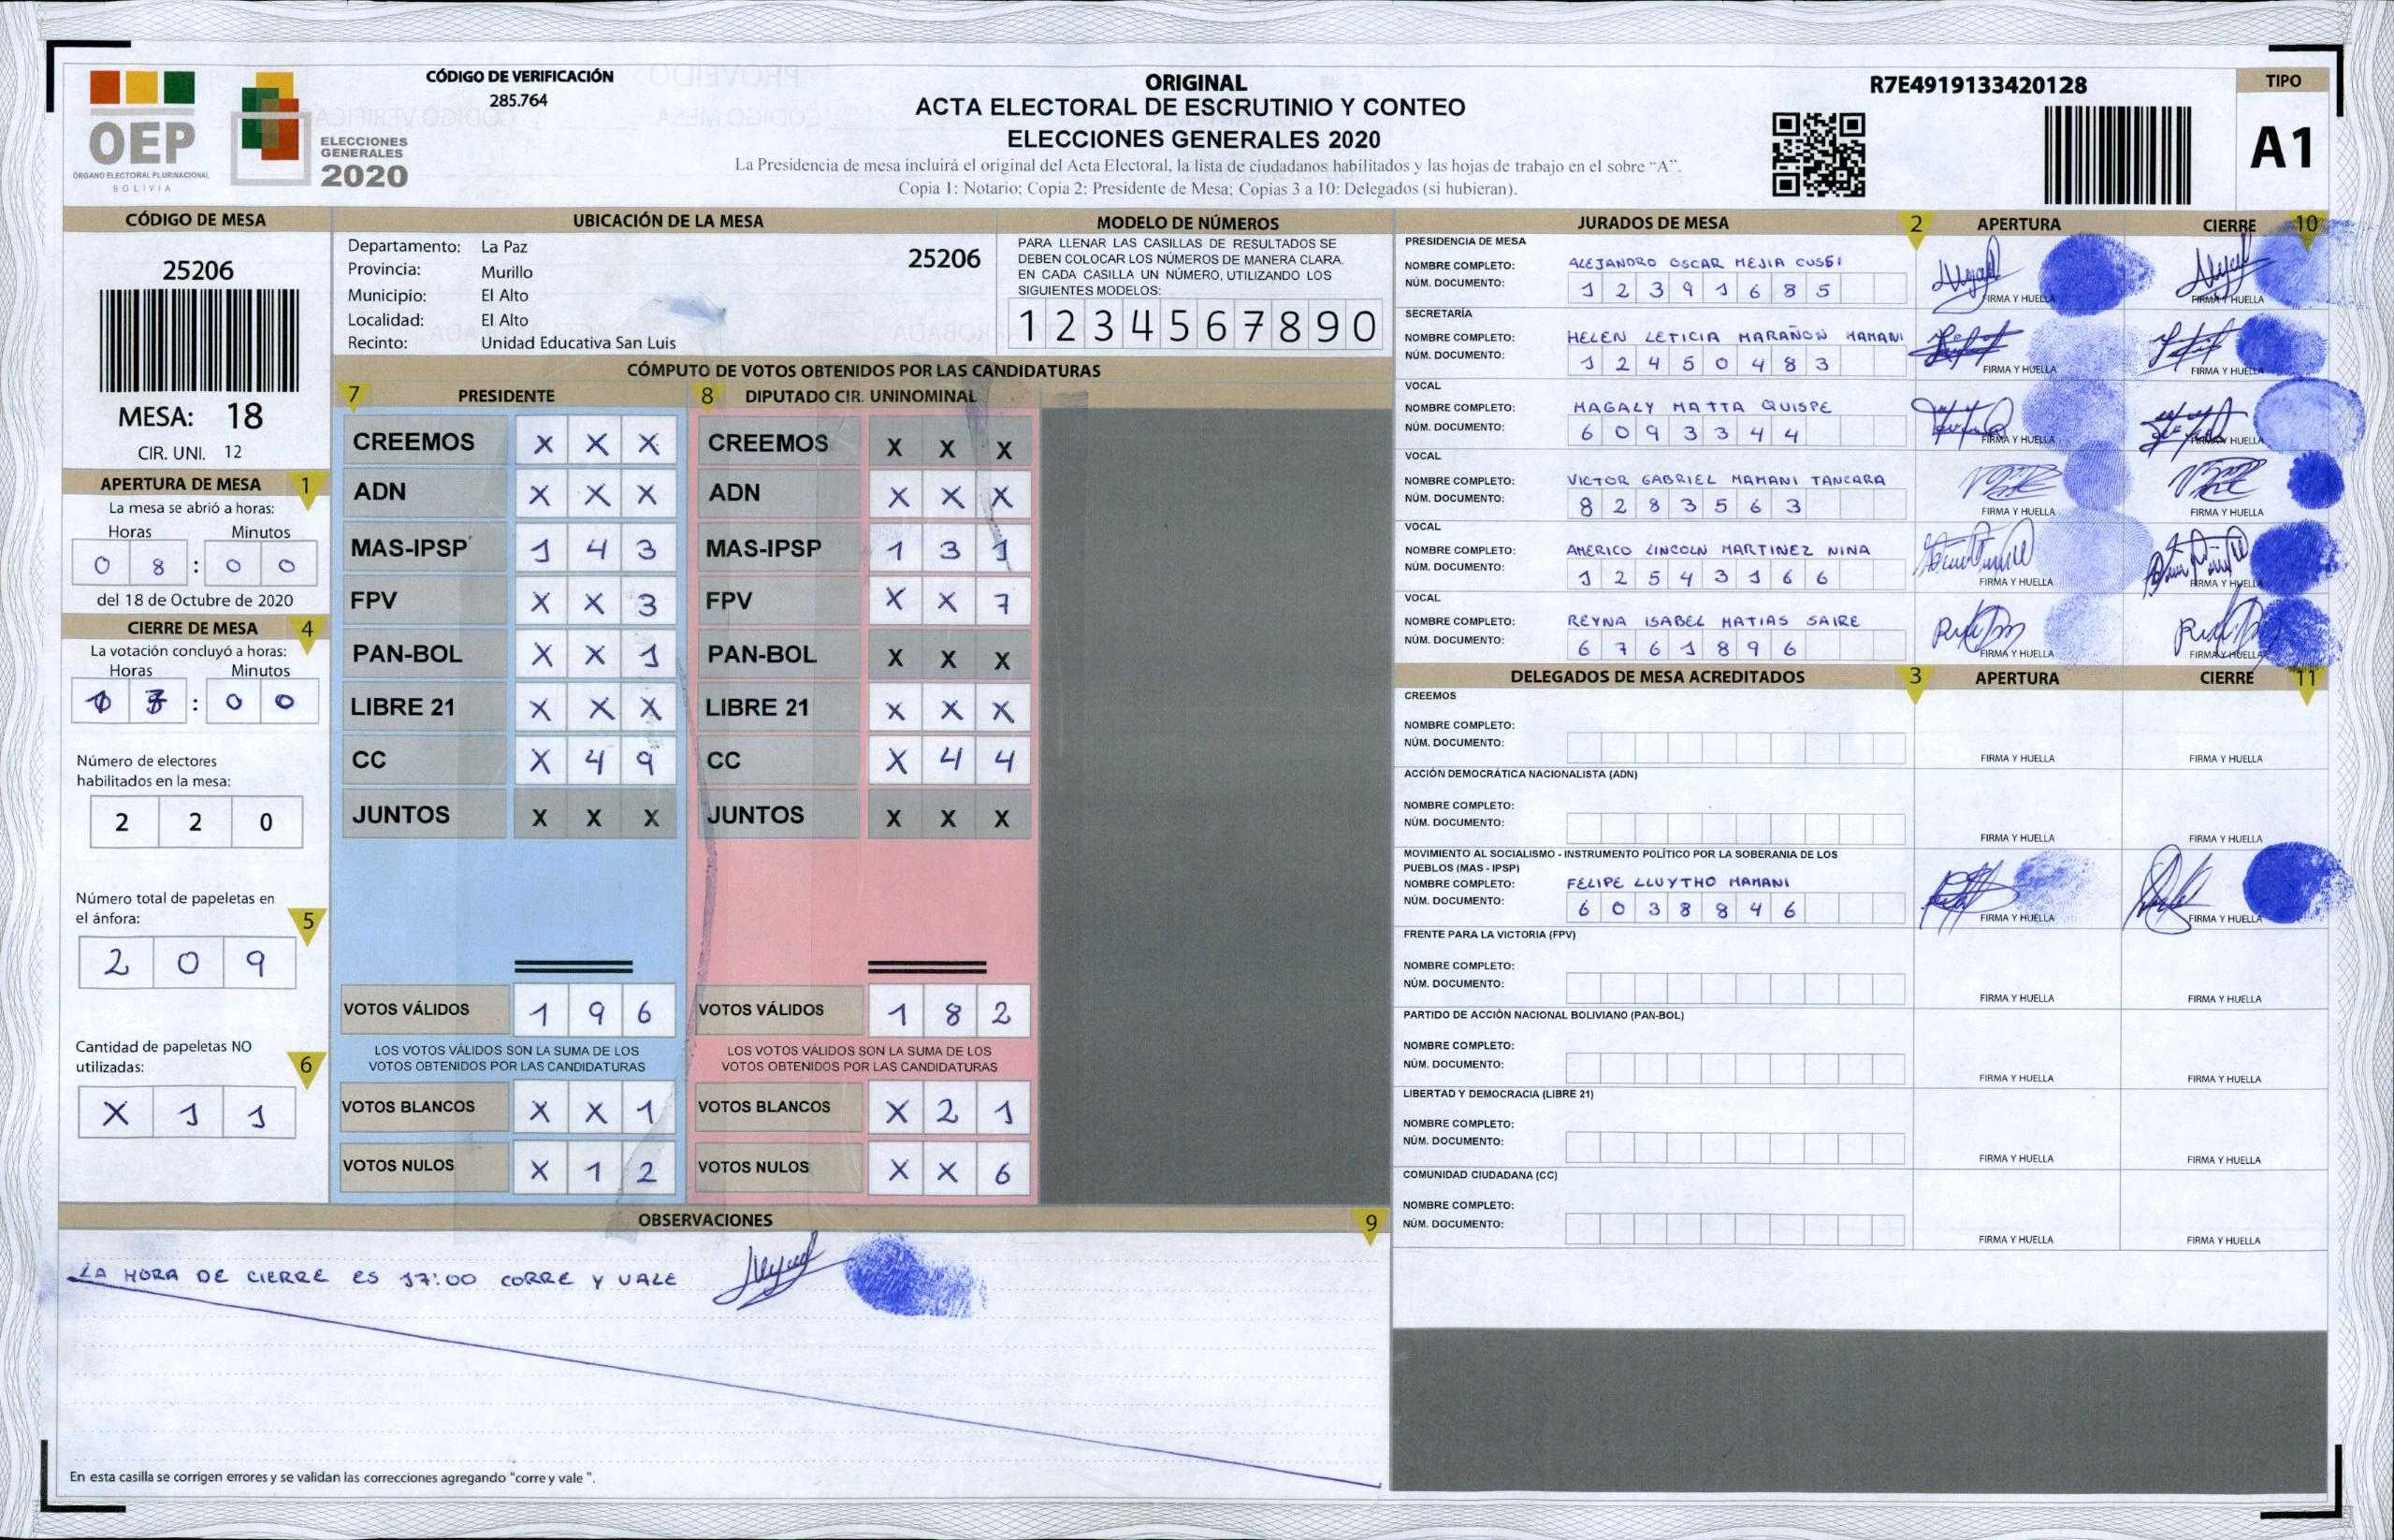 CÓDIGO DE VERIFICACIÓN
285.764
OEP
ÓRGANO ELECTORAL PLURINACIONAL
BOLIVIA
ELECCIONES
GENERALES
2020
ORIGINAL
ACTA ELECTORAL DE ESCRUTINIO Y CONTEO
ELECCIONES GENERALES 2020
La Presidencia de mesa incluirá el original del Acta Electoral, la lista de ciudadanos habilitados y las hojas de trabajo en el sobre "A".
Copia 1: Notario; Copia 2: Presidente de Mesa; Copias 3 a 10: Delegados (si hubieran).
R7E4919133420128
TIPO
A1
CÓDIGO DE MESA
25206
MESA: 18
CIR. UNI. 12
APERTURA DE MESA 1
La mesa se abrió a horas:
Horas Minutos
0 8 : 0 0
del 18 de Octubre de 2020
CIERRE DE MESA 4
La votación concluyó a horas:
Horas Minutos
1 7 : 0 0
Número de electores
habilitados en la mesa:
2 2 0
Número total de papeletas en
el ánfora: 5
2 0 9
Cantidad de papeletas NO
utilizadas: 6
X 1 1
UBICACIÓN DE LA MESA
Departamento: La Paz 25206
Provincia: Murillo
Municipio: El Alto
Localidad: El Alto
Recinto: Unidad Educativa San Luis
MODELO DE NÚMEROS
PARA LLENAR LAS CASILLAS DE RESULTADOS SE
DEBEN COLOCAR LOS NÚMEROS DE MANERA CLARA.
EN CADA CASILLA UN NÚMERO, UTILIZANDO LOS
SIGUIENTES MODELOS:
1 2 3 4 5 6 7 8 9 0
CÓMPUTO DE VOTOS OBTENIDOS POR LAS CANDIDATURAS
7 PRESIDENTE
CREEMOS X X X
ADN X X X
MAS-IPSP 1 4 3
FPV X X 3
PAN-BOL X X 1
LIBRE 21 X X X
CC X 4 9
JUNTOS X X X
VOTOS VÁLIDOS 1 9 6
LOS VOTOS VÁLIDOS SON LA SUMA DE LOS
VOTOS OBTENIDOS POR LAS CANDIDATURAS
VOTOS BLANCOS X X 1
VOTOS NULOS X 1 2
8 DIPUTADO CIR. UNINOMINAL
CREEMOS X X X
ADN X X X
MAS-IPSP 1 3 1
FPV X X 7
PAN-BOL X X X
LIBRE 21 X X X
CC X 4 4
JUNTOS X X X
VOTOS VÁLIDOS 1 8 2
LOS VOTOS VÁLIDOS SON LA SUMA DE LOS
VOTOS OBTENIDOS POR LAS CANDIDATURAS
VOTOS BLANCOS X 2 1
VOTOS NULOS X X 6
OBSERVACIONES 9
LA HORA DE CIERRE ES 17:00 CORRE Y VALE
En esta casilla se corrigen errores y se validan las correcciones agregando "corre y vale ".
JURADOS DE MESA 2 APERTURA CIERRE 10
PRESIDENCIA DE MESA
NOMBRE COMPLETO: ALEJANDRO OSCAR MEJIA CUSSI
NÚM. DOCUMENTO: 1 2 3 9 1 6 8 5
FIRMA Y HUELLA FIRMA Y HUELLA
SECRETARÍA
NOMBRE COMPLETO: HELEN LETICIA MARAÑON MAMANI
NÚM. DOCUMENTO: 1 2 4 5 0 4 8 3
FIRMA Y HUELLA FIRMA Y HUELLA
VOCAL
NOMBRE COMPLETO: MAGALY MATTA QUISPE
NÚM. DOCUMENTO: 6 0 9 3 3 4 4
FIRMA Y HUELLA FIRMA Y HUELLA
VOCAL
NOMBRE COMPLETO: VICTOR GABRIEL MAMANI TANCARA
NÚM. DOCUMENTO: 8 2 8 3 5 6 3
FIRMA Y HUELLA FIRMA Y HUELLA
VOCAL
NOMBRE COMPLETO: AMERICO LINCOLN MARTINEZ NINA
NÚM. DOCUMENTO: 1 2 5 4 3 1 6 6
FIRMA Y HUELLA FIRMA Y HUELLA
VOCAL
NOMBRE COMPLETO: REYNA ISABEL MATIAS SAIRE
NÚM. DOCUMENTO: 6 7 6 1 8 9 6
FIRMA Y HUELLA FIRMA Y HUELLA
DELEGADOS DE MESA ACREDITADOS 3 APERTURA CIERRE 11
CREEMOS
NOMBRE COMPLETO:
NÚM. DOCUMENTO:
FIRMA Y HUELLA FIRMA Y HUELLA
ACCIÓN DEMOCRÁTICA NACIONALISTA (ADN)
NOMBRE COMPLETO:
NÚM. DOCUMENTO:
FIRMA Y HUELLA FIRMA Y HUELLA
MOVIMIENTO AL SOCIALISMO - INSTRUMENTO POLÍTICO POR LA SOBERANIA DE LOS
PUEBLOS (MAS - IPSP)
NOMBRE COMPLETO: FELIPE LLUYTHO MAMANI
NÚM. DOCUMENTO: 6 0 3 8 8 4 6
FIRMA Y HUELLA FIRMA Y HUELLA
FRENTE PARA LA VICTORIA (FPV)
NOMBRE COMPLETO:
NÚM. DOCUMENTO:
FIRMA Y HUELLA FIRMA Y HUELLA
PARTIDO DE ACCIÓN NACIONAL BOLIVIANO (PAN-BOL)
NOMBRE COMPLETO:
NÚM. DOCUMENTO:
FIRMA Y HUELLA FIRMA Y HUELLA
LIBERTAD Y DEMOCRACIA (LIBRE 21)
NOMBRE COMPLETO:
NÚM. DOCUMENTO:
FIRMA Y HUELLA FIRMA Y HUELLA
COMUNIDAD CIUDADANA (CC)
NOMBRE COMPLETO:
NÚM. DOCUMENTO:
FIRMA Y HUELLA FIRMA Y HUELLA